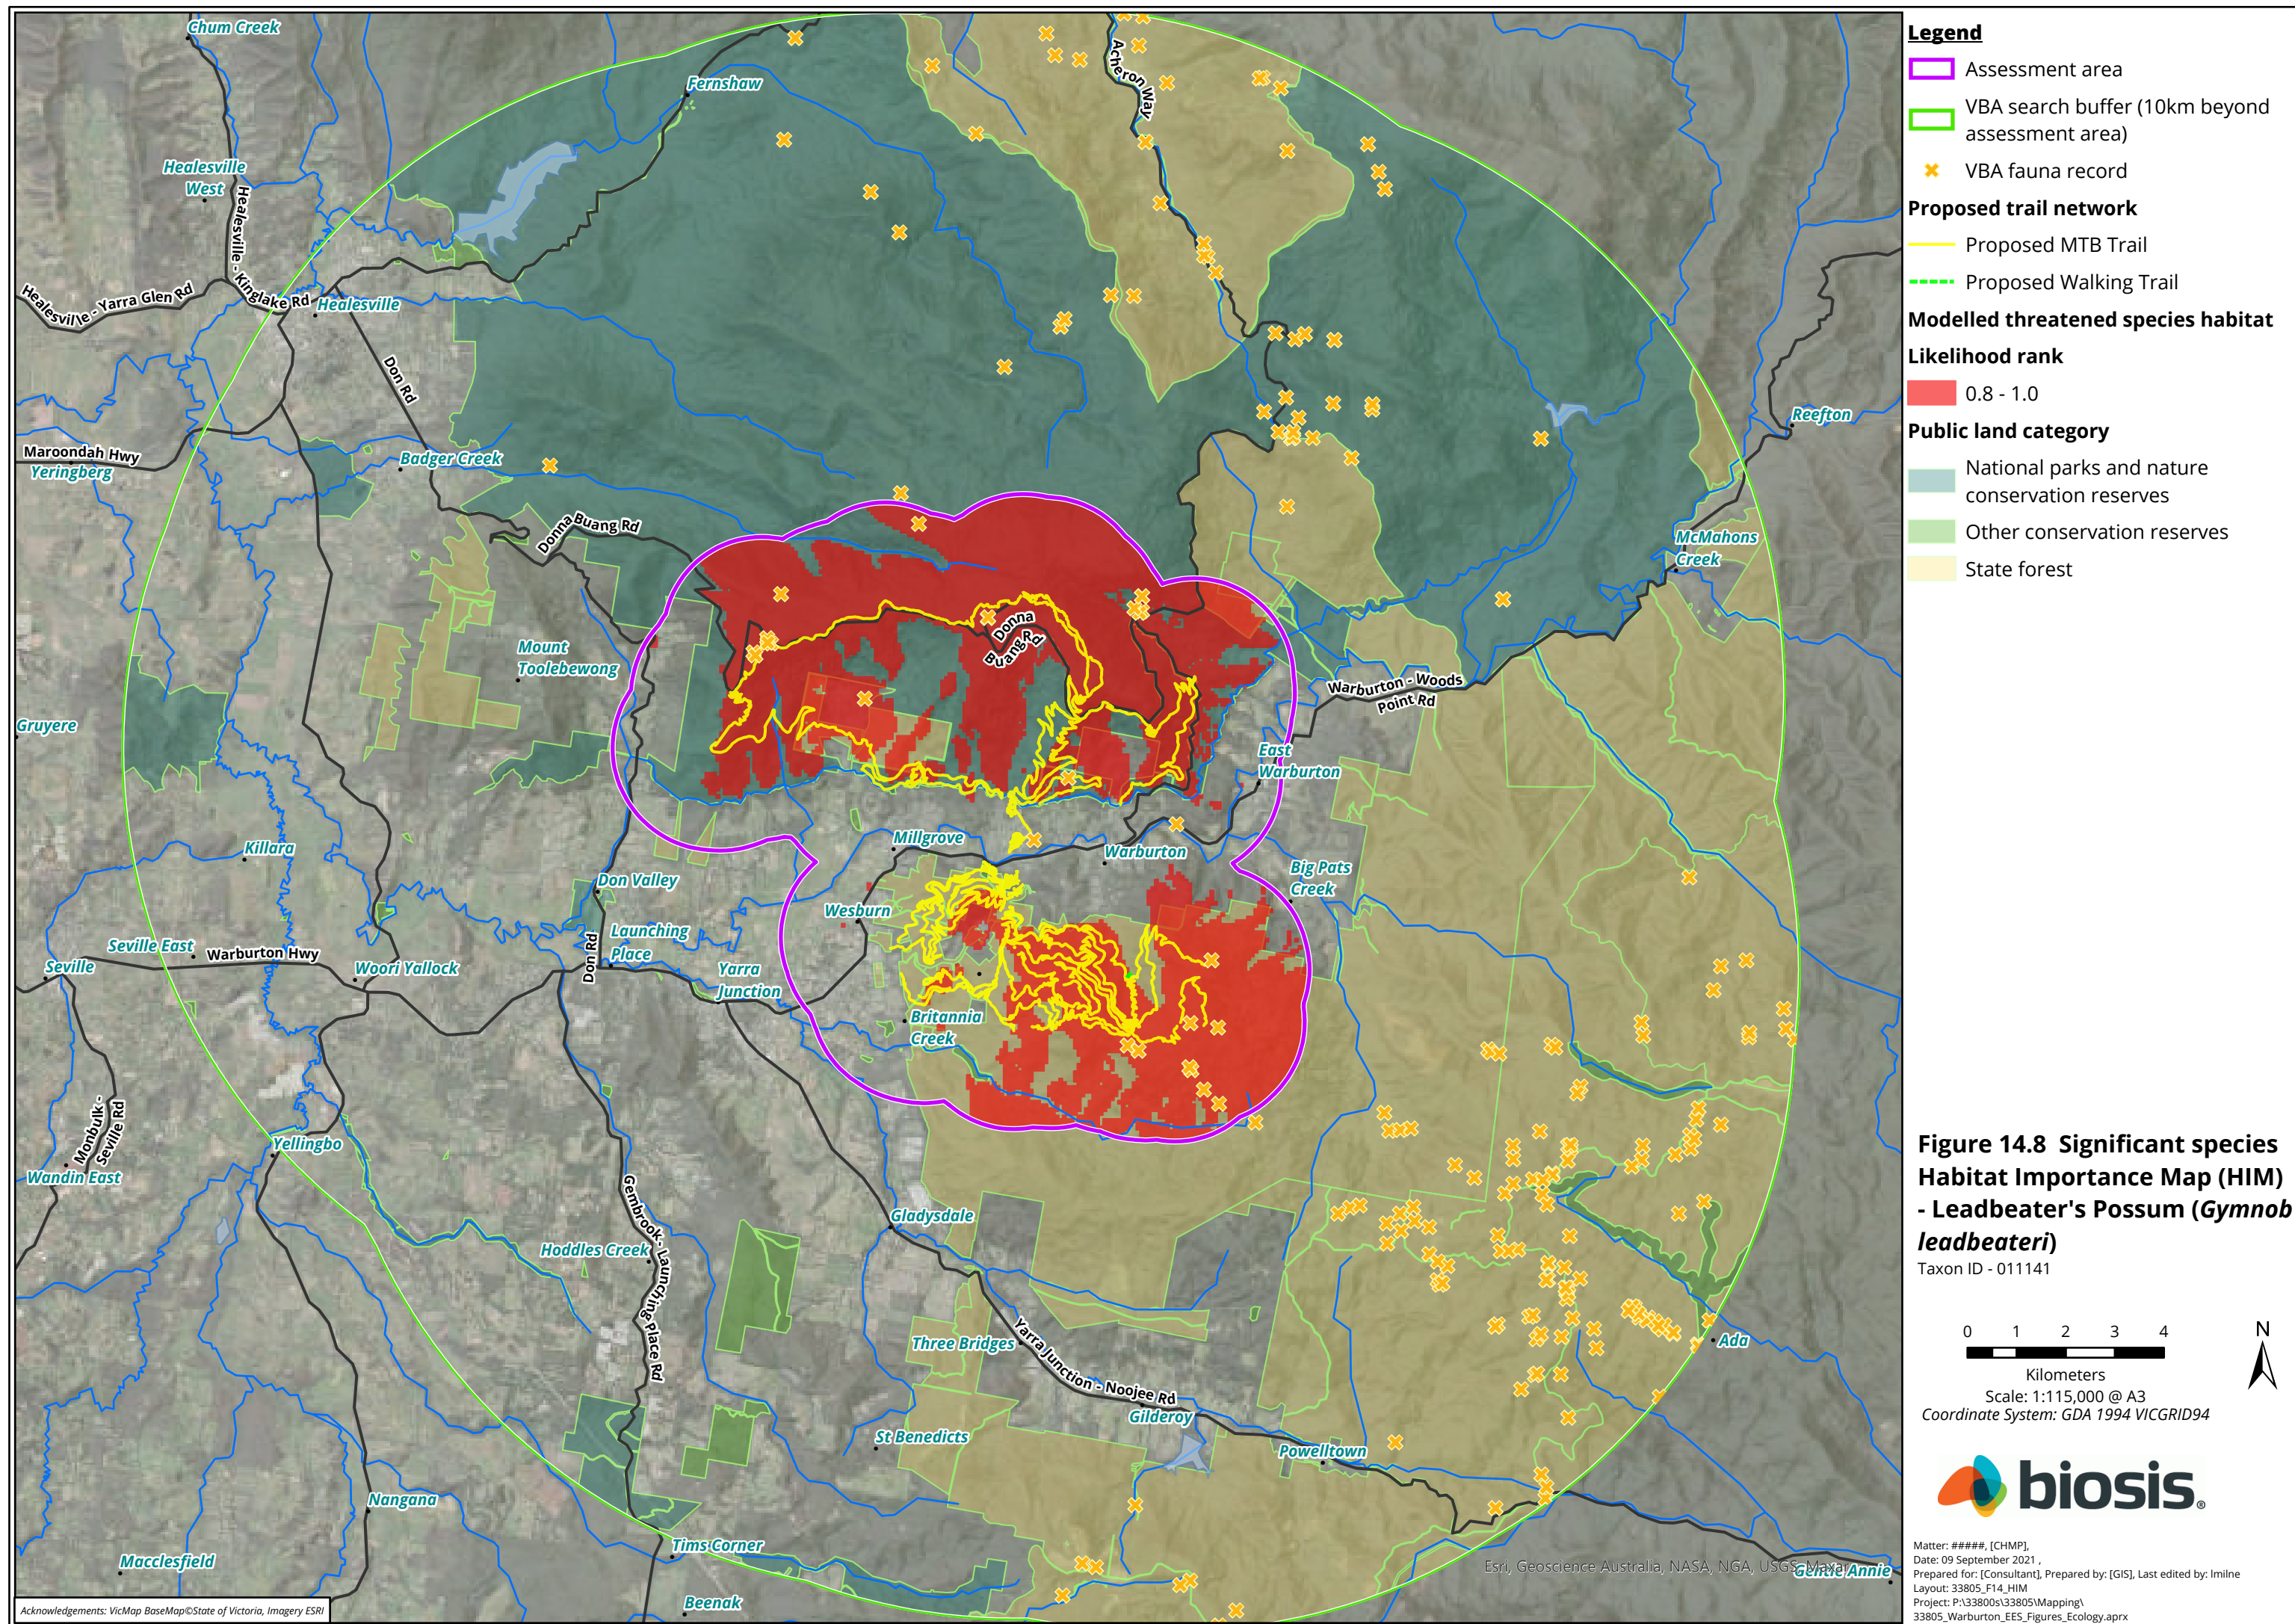 Chum Creek
Fernshaw
Acheron Way
Healesville
West
Healesville - Kinglake Rd
Healesville - Yarra Glen Rd
Healesville
Don Rd
Maroondah Hwy
Yeringberg
Badger Creek
Donna Buang Rd
Reefton
McMahons
Creek
Mount
Toolebewong
Donna
Buang Rd
Warburton - Woods
Point Rd
Gruyere
East
Warburton
Killara
Millgrove
Warburton
Big Pats
Creek
Don Valley
Wesburn
Launching
Place
Don Rd
Seville East
Warburton Hwy
Seville
Woori Yallock
Yarra
Junction
Britannia
Creek
Monbulk -
Seville Rd
Yellingbo
Wandin East
Gembrook - Launching Place Rd
Gladysdale
Hoddles Creek
Three Bridges
Yarra Junction - Noojee Rd
Ada
Gilderoy
St Benedicts
Powelltown
Nangana
Tims Corner
Macclesfield
Beenak
Gentle Annie
Esri, Geoscience Australia, NASA, NGA, USGS, Maxar
Acknowledgements: VicMap BaseMap©State of Victoria, Imagery ESRI
Legend
Assessment area
VBA search buffer (10km beyond
assessment area)
VBA fauna record
Proposed trail network
Proposed MTB Trail
Proposed Walking Trail
Modelled threatened species habitat
Likelihood rank
0.8 - 1.0
Public land category
National parks and nature
conservation reserves
Other conservation reserves
State forest
Figure 14.8 Significant species
Habitat Importance Map (HIM)
- Leadbeater's Possum (Gymnob
leadbeateri)
Taxon ID - 011141
0 1 2 3 4
N
Kilometers
Scale: 1:115,000 @ A3
Coordinate System: GDA 1994 VICGRID94
biosis®
Matter: #####, [CHMP],
Date: 09 September 2021 ,
Prepared for: [Consultant], Prepared by: [GIS], Last edited by: lmilne
Layout: 33805_F14_HIM
Project: P:\33800s\33805\Mapping\
33805_Warburton_EES_Figures_Ecology.aprx